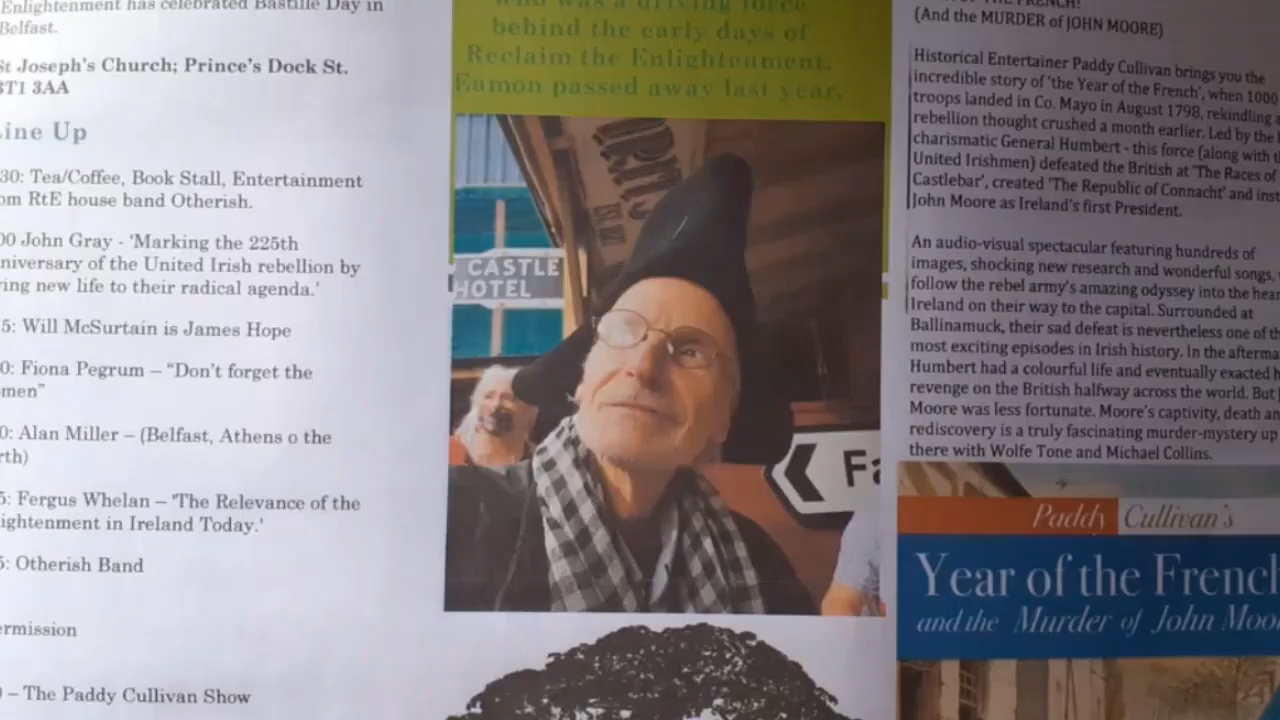 Enlightenment has celebrated Bastille Day in
Belfast.
St Joseph's Church; Prince's Dock St.
BT1 3AA
Line Up
30: Tea/Coffee, Book Stall, Entertainment
om RtE house band Otherish.
00 John Gray - 'Marking the 225th
niversary of the United Irish rebellion by
ving new life to their radical agenda.'
5: Will McSurtain is James Hope
0: Fiona Pegrum – "Don't forget the
men"
0: Alan Miller – (Belfast, Athens o the
rth)
5: Fergus Whelan – 'The Relevance of the
lightenment in Ireland Today.'
5: Otherish Band
ermission
0 – The Paddy Cullivan Show
who was a driving force
behind the early days of
Reclaim the Enlightenment.
Eamon passed away last year.
CASTLE
HOTEL
Fa
OF THE FRENCH!
(And the MURDER of JOHN MOORE)
Historical Entertainer Paddy Cullivan brings you the
incredible story of 'the Year of the French', when 1000
troops landed in Co. Mayo in August 1798, rekindling a
rebellion thought crushed a month earlier. Led by the
charismatic General Humbert - this force (along with th
United Irishmen) defeated the British at 'The Races of
Castlebar', created 'The Republic of Connacht' and inst
John Moore as Ireland's first President.
An audio-visual spectacular featuring hundreds of
images, shocking new research and wonderful songs,
follow the rebel army's amazing odyssey into the hear
Ireland on their way to the capital. Surrounded at
Ballinamuck, their sad defeat is nevertheless one of th
most exciting episodes in Irish history. In the afterma
Humbert had a colourful life and eventually exacted h
revenge on the British halfway across the world. But J
Moore was less fortunate. Moore's captivity, death an
rediscovery is a truly fascinating murder-mystery up
there with Wolfe Tone and Michael Collins.
Paddy Cullivan's
Year of the French
and the Murder of John Moo